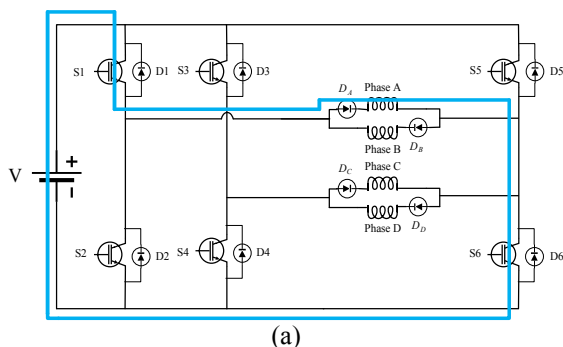 S1
D1
S3
D3
S5
D5
D_A
Phase A
Phase B
D_B
V
+
-
Phase C
D_C
Phase D
D_D
S2
D2
S4
D4
S6
D6
(a)